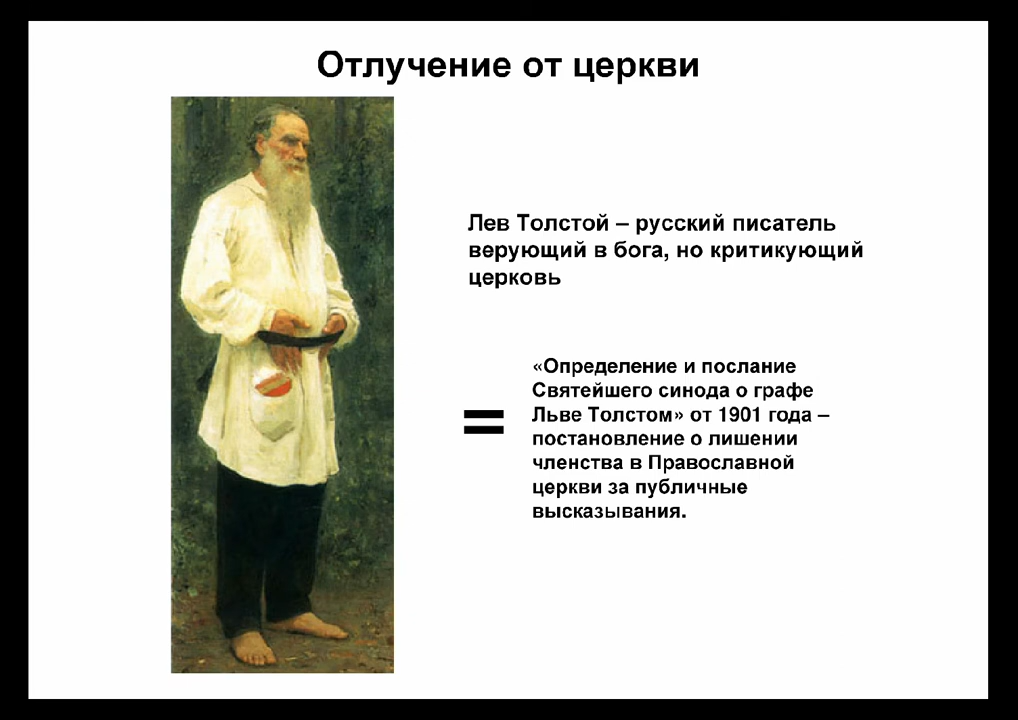 Отлучение от церкви
Лев Толстой – русский писатель
верующий в бога, но критикующий
церковь
=
«Определение и послание
Святейшего синода о графе
Льве Толстом» от 1901 года –
постановление о лишении
членства в Православной
церкви за публичные
высказывания.